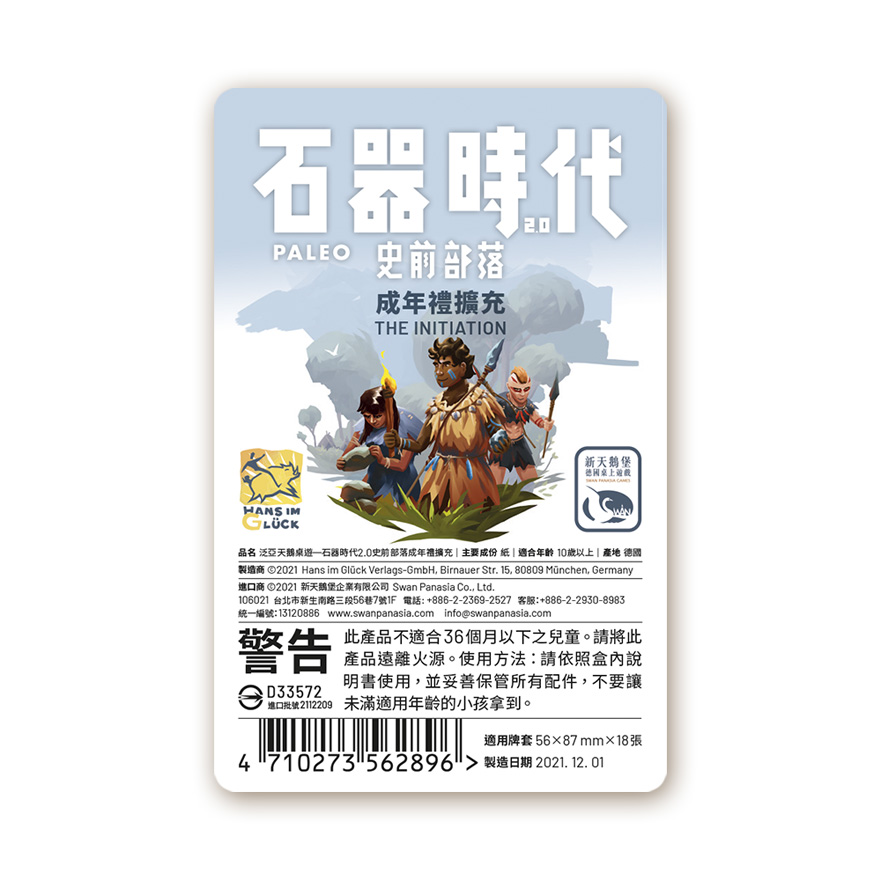 石器時代
2.0
PALEO 史前部落
成年禮擴充
THE INITIATION
HANS IM
GLÜCK
新天鵝堡
德國桌上遊戲
SWAN PANASIA GAMES
SWAN
品名 泛亞天鵝桌遊—石器時代2.0史前部落成年禮擴充｜主要成份 紙｜適合年齡 10歲以上｜產地 德國
製造商 ©2021 Hans im Glück Verlags-GmbH, Birnauer Str. 15, 80809 München, Germany
進口商 ©2021 新天鵝堡企業有限公司 Swan Panasia Co., Ltd.
106021 台北市新生南路三段56巷7號1F 電話: +886-2-2369-2527 客服:+886-2-2930-8983
統一編號:13120886 www.swanpanasia.com info@swanpanasia.com
警告
此產品不適合36個月以下之兒童。請將此
產品遠離火源。使用方法：請依照盒內說
明書使用，並妥善保管所有配件，不要讓
未滿適用年齡的小孩拿到。
D33572
進口批號 2112209
4 710273 562896 >
適用牌套 56×87 mm×18張
製造日期 2021. 12. 01